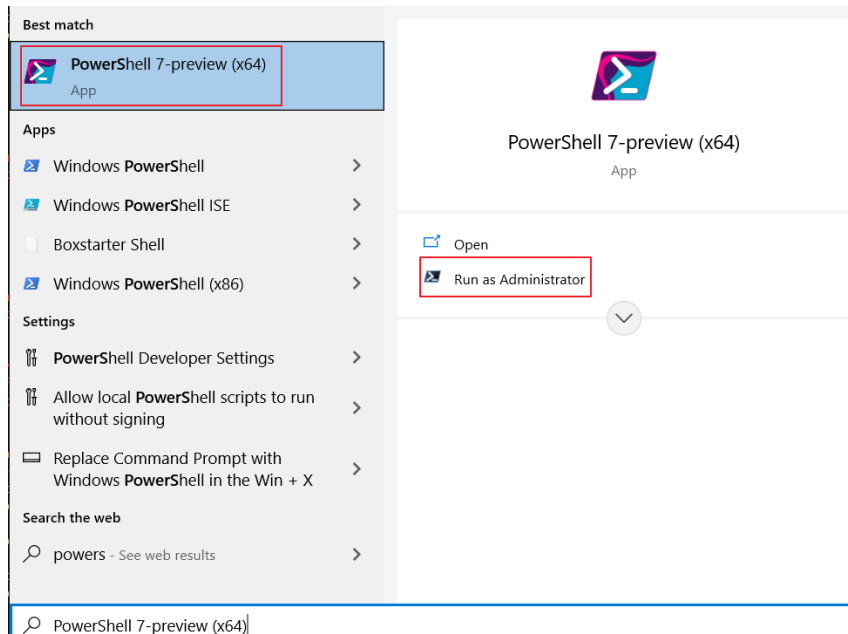 Best match
PowerShell 7-preview (x64)
App
Apps
Windows PowerShell
Windows PowerShell ISE
Boxstarter Shell
Windows PowerShell (x86)
Settings
PowerShell Developer Settings
Allow local PowerShell scripts to run
without signing
Replace Command Prompt with
Windows PowerShell in the Win + X
Search the web
powers - See web results
PowerShell 7-preview (x64)
PowerShell 7-preview (x64)
App
Open
Run as Administrator